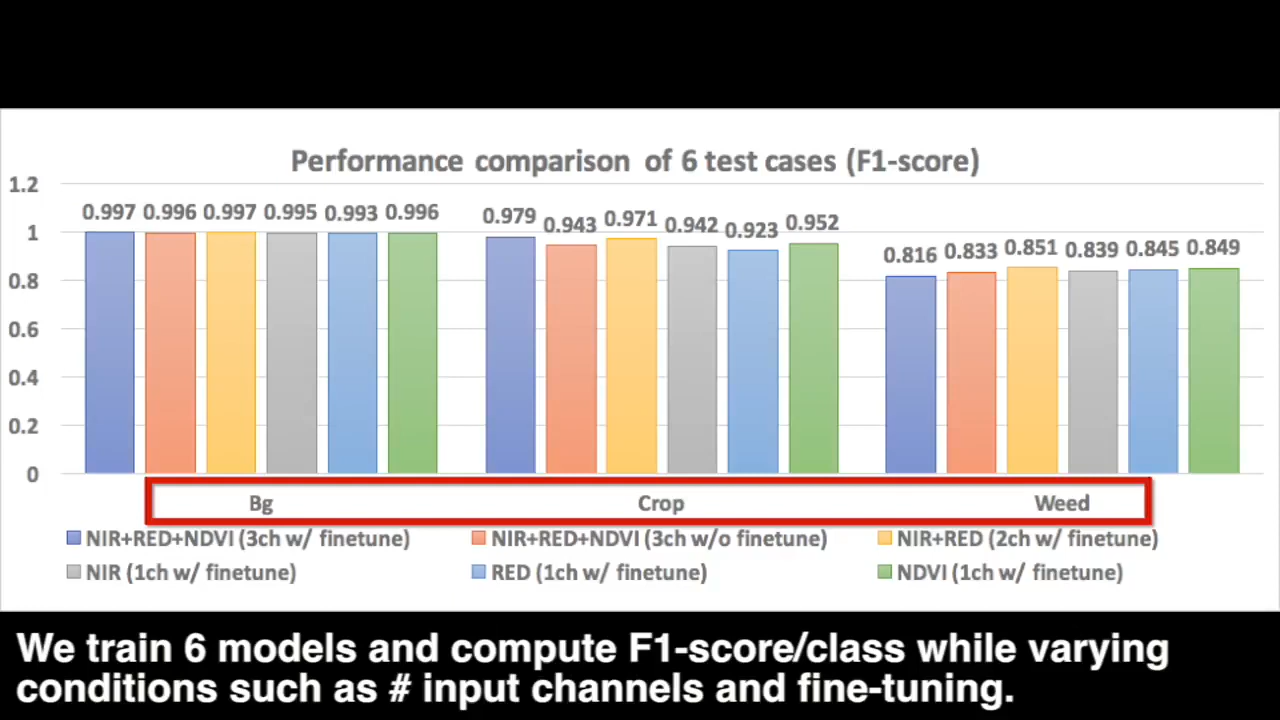 Performance comparison of 6 test cases (F1-score)
1.2
1
0.8
0.6
0.4
0.2
0
0.997 0.996 0.997 0.995 0.993 0.996
0.979 0.943 0.971 0.942 0.923 0.952
0.816 0.833 0.851 0.839 0.845 0.849
Bg Crop Weed
NIR+RED+NDVI (3ch w/ finetune) NIR+RED+NDVI (3ch w/o finetune) NIR+RED (2ch w/ finetune)
NIR (1ch w/ finetune) RED (1ch w/ finetune) NDVI (1ch w/ finetune)
We train 6 models and compute F1-score/class while varying
conditions such as # input channels and fine-tuning.